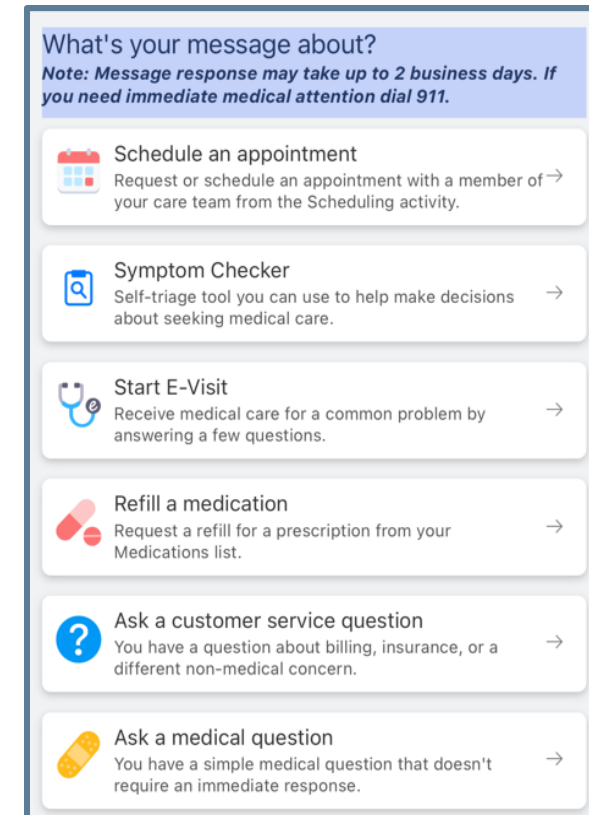 What's your message about?
Note: Message response may take up to 2 business days. If
you need immediate medical attention dial 911.
Schedule an appointment
Request or schedule an appointment with a member of
your care team from the Scheduling activity.
Symptom Checker
Self-triage tool you can use to help make decisions
about seeking medical care.
Start E-Visit
Receive medical care for a common problem by
answering a few questions.
Refill a medication
Request a refill for a prescription from your
Medications list.
Ask a customer service question
You have a question about billing, insurance, or a
different non-medical concern.
Ask a medical question
You have a simple medical question that doesn't
require an immediate response.